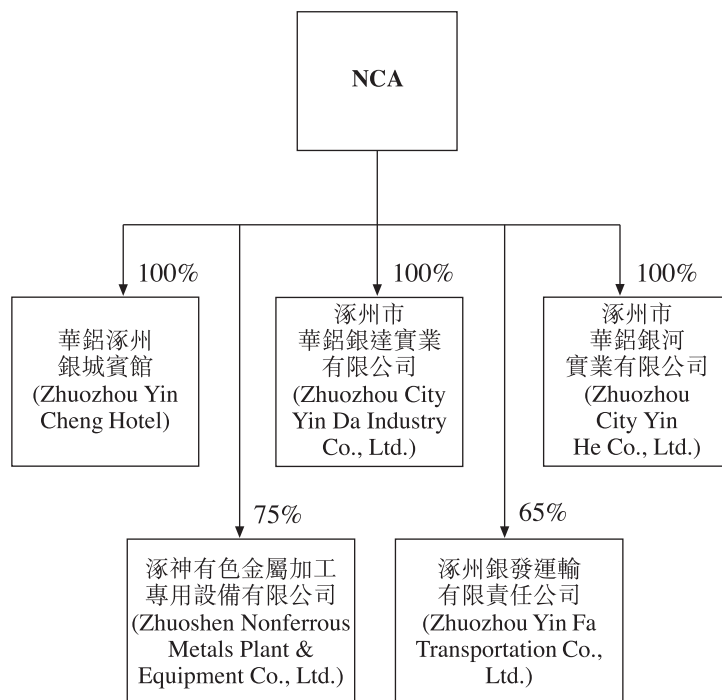 NCA
100%
華鋁涿州
銀城賓館
(Zhuozhou Yin
Cheng Hotel)
100%
涿州市
華鋁銀達實業
有限公司
(Zhuozhou City
Yin Da Industry
Co., Ltd.)
100%
涿州市
華鋁銀河
實業有限公司
(Zhuozhou
City Yin
He Co., Ltd.)
75%
涿神有色金屬加工
專用設備有限公司
(Zhuoshen Nonferrous
Metals Plant &
Equipment Co., Ltd.)
65%
涿州銀發運輸
有限責任公司
(Zhuozhou Yin Fa
Transportation Co.,
Ltd.)